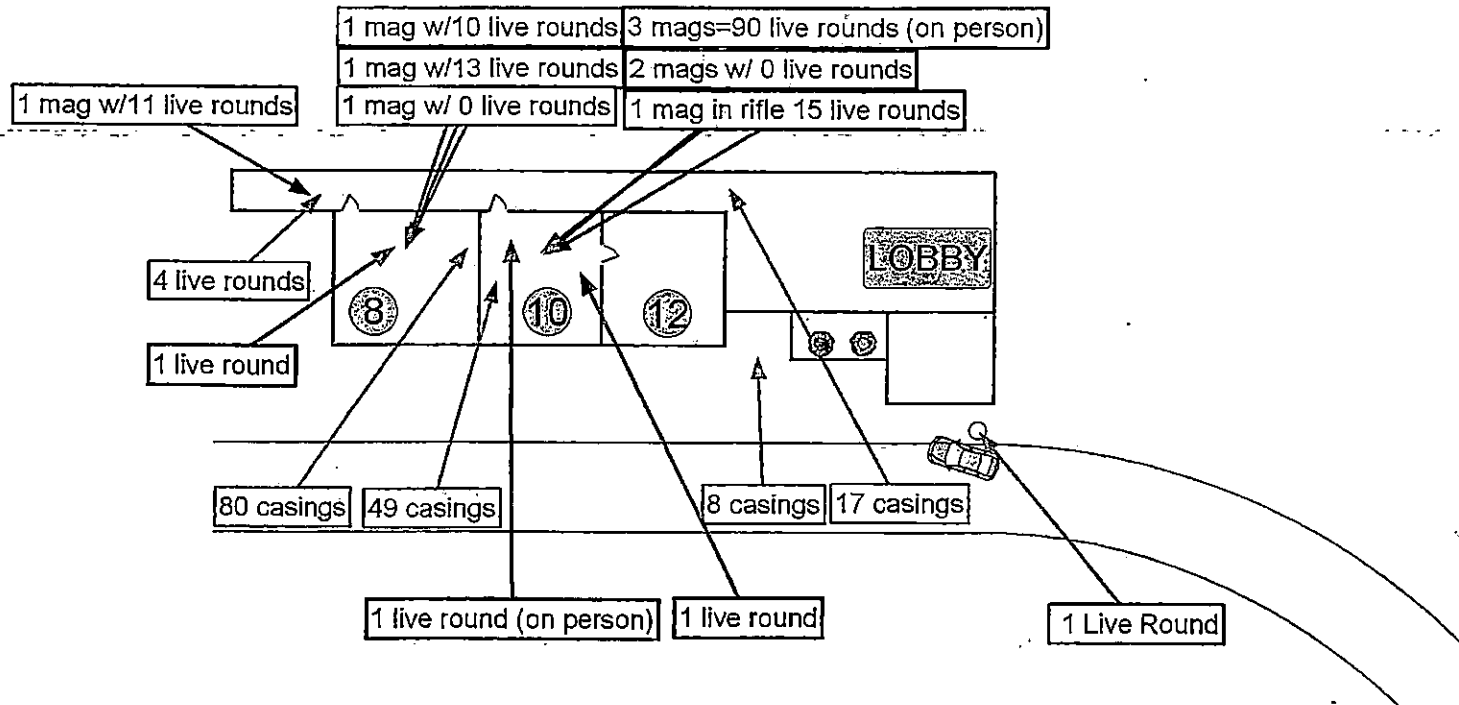 1 mag w/10 live rounds
3 mags=90 live rounds (on person)
1 mag w/13 live rounds
2 mags w/ 0 live rounds
1 mag w/11 live rounds
1 mag w/ 0 live rounds
1 mag in rifle 15 live rounds
LOBBY
4 live rounds
8
10
12
1 live round
80 casings
49 casings
8 casings
17 casings
1 live round (on person)
1 live round
1 Live Round